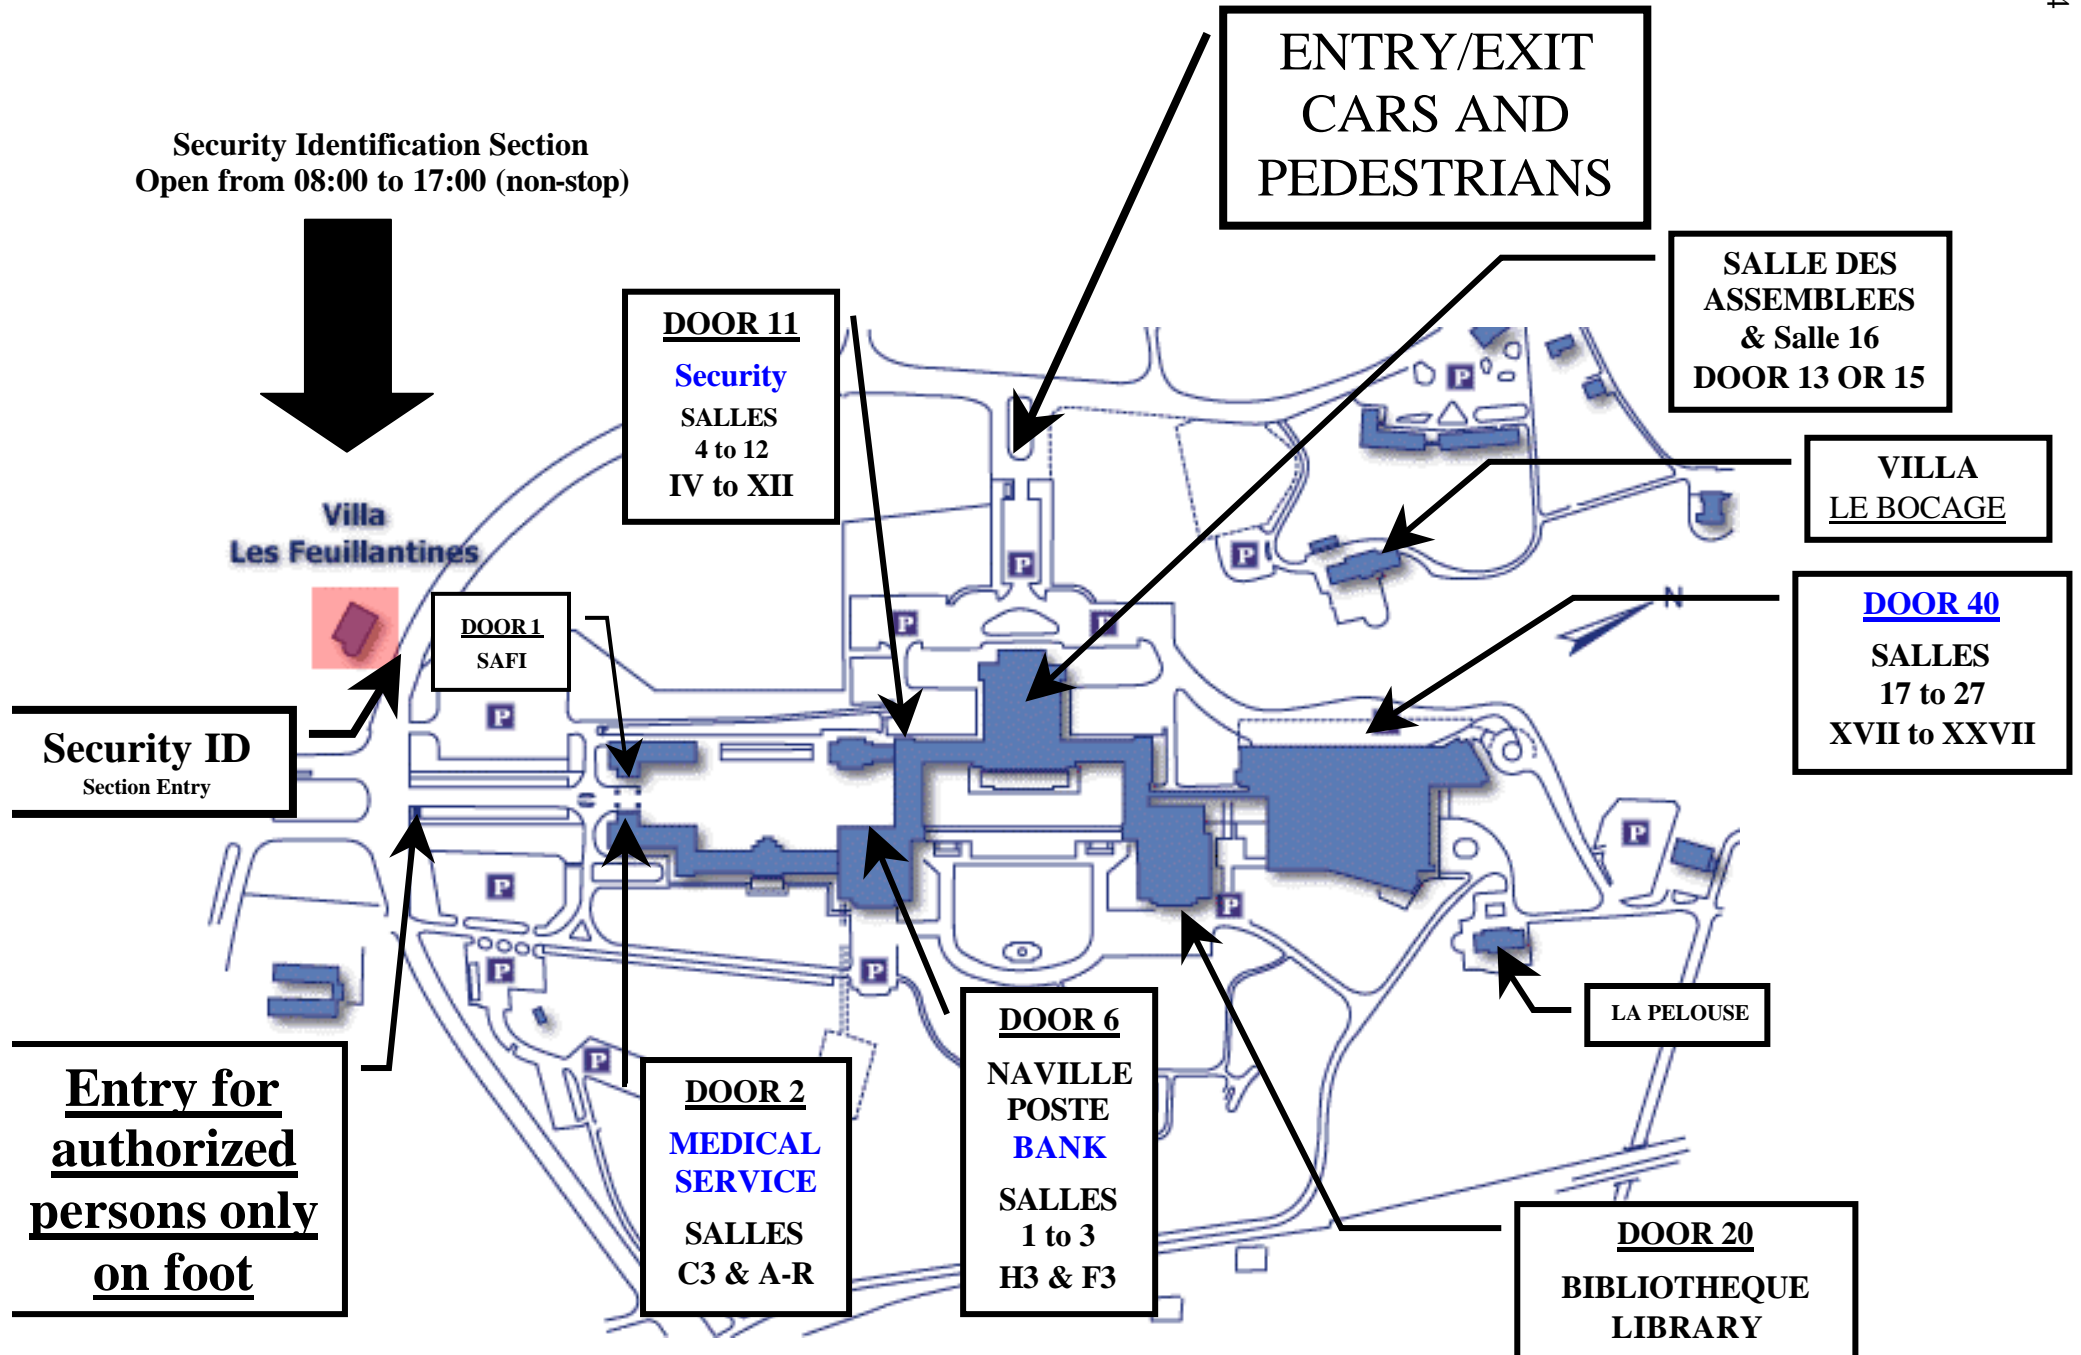 4
ENTRY/EXIT
CARS AND
PEDESTRIANS
Security Identification Section
Open from 08:00 to 17:00 (non-stop)
SALLE DES
ASSEMBLEES
& Salle 16
DOOR 13 OR 15
DOOR 11
Security
SALLES
4 to 12
IV to XII
P
VILLA
LE BOCAGE
Villa
Les Feuillantines
P
P
N
DOOR 40
SALLES
17 to 27
XVII to XXVII
DOOR 1
SAFI
P
P
P
P
Security ID
Section Entry
P
P
P
P
P
LA PELOUSE
P
Entry for
authorized
persons only
on foot
DOOR 2
MEDICAL
SERVICE
SALLES
C3 & A-R
DOOR 6
NAVILLE
POSTE
BANK
SALLES
1 to 3
H3 & F3
DOOR 20
BIBLIOTHEQUE
LIBRARY